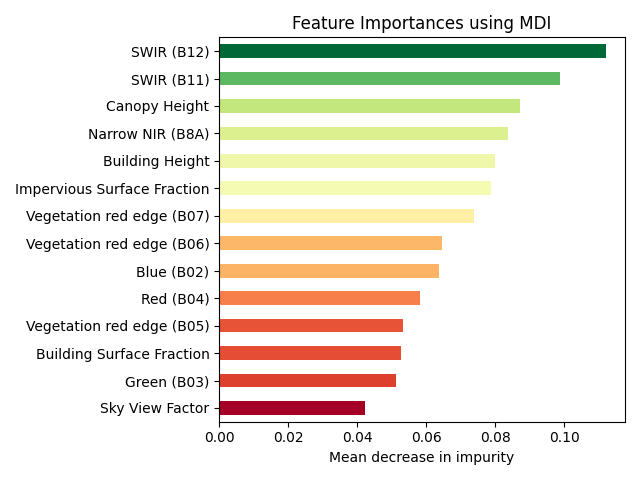 Feature Importances using MDI
SWIR (B12)
SWIR (B11)
Canopy Height
Narrow NIR (B8A)
Building Height
Impervious Surface Fraction
Vegetation red edge (B07)
Vegetation red edge (B06)
Blue (B02)
Red (B04)
Vegetation red edge (B05)
Building Surface Fraction
Green (B03)
Sky View Factor
0.00 0.02 0.04 0.06 0.08 0.10
Mean decrease in impurity